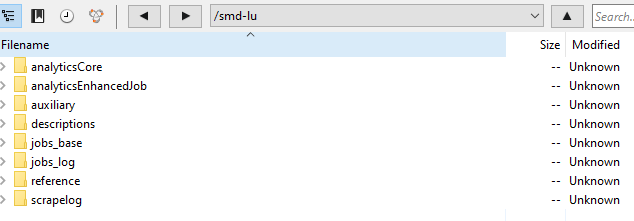 /smd-lu Search...
Filename Size Modified
analyticsCore -- Unknown
analyticsEnhancedJob -- Unknown
auxiliary -- Unknown
descriptions -- Unknown
jobs_base -- Unknown
jobs_log -- Unknown
reference -- Unknown
scrapelog -- Unknown